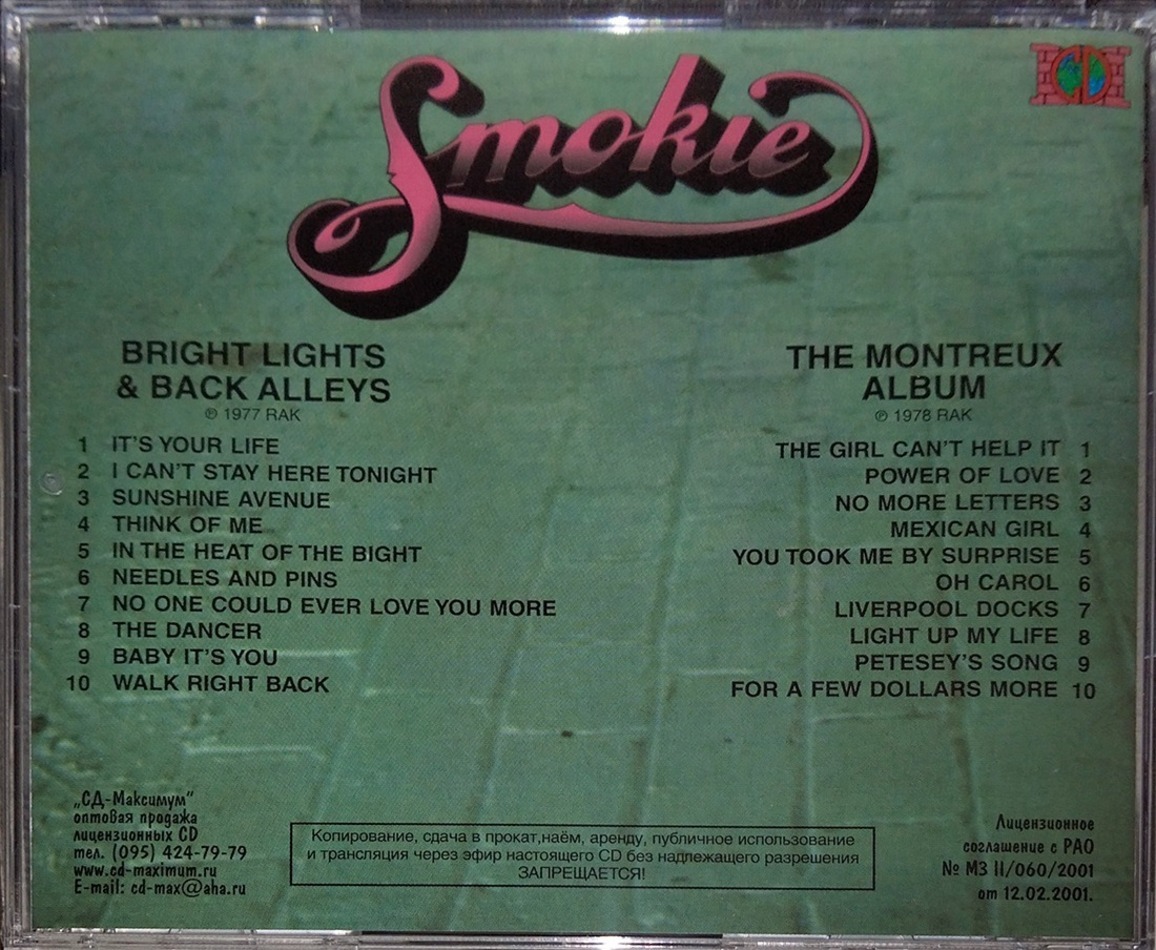 Smokie
CD
BRIGHT LIGHTS
& BACK ALLEYS
℗ 1977 RAK
1 IT'S YOUR LIFE
2 I CAN'T STAY HERE TONIGHT
3 SUNSHINE AVENUE
4 THINK OF ME
5 IN THE HEAT OF THE BIGHT
6 NEEDLES AND PINS
7 NO ONE COULD EVER LOVE YOU MORE
8 THE DANCER
9 BABY IT'S YOU
10 WALK RIGHT BACK
THE MONTREUX
ALBUM
℗ 1978 RAK
THE GIRL CAN'T HELP IT 1
POWER OF LOVE 2
NO MORE LETTERS 3
MEXICAN GIRL 4
YOU TOOK ME BY SURPRISE 5
OH CAROL 6
LIVERPOOL DOCKS 7
LIGHT UP MY LIFE 8
PETESEY'S SONG 9
FOR A FEW DOLLARS MORE 10
„СД-Максимум"
оптовая продажа
лицензионных CD
тел. (095) 424-79-79
www.cd-maximum.ru
E-mail: cd-max@aha.ru
Копирование, сдача в прокат,наём, аренду, публичное использование
и трансляция через эфир настоящего CD без надлежащего разрешения
ЗАПРЕЩАЕТСЯ!
Лицензионное
соглашение с РАО
№ МЗ II/060/2001
от 12.02.2001.